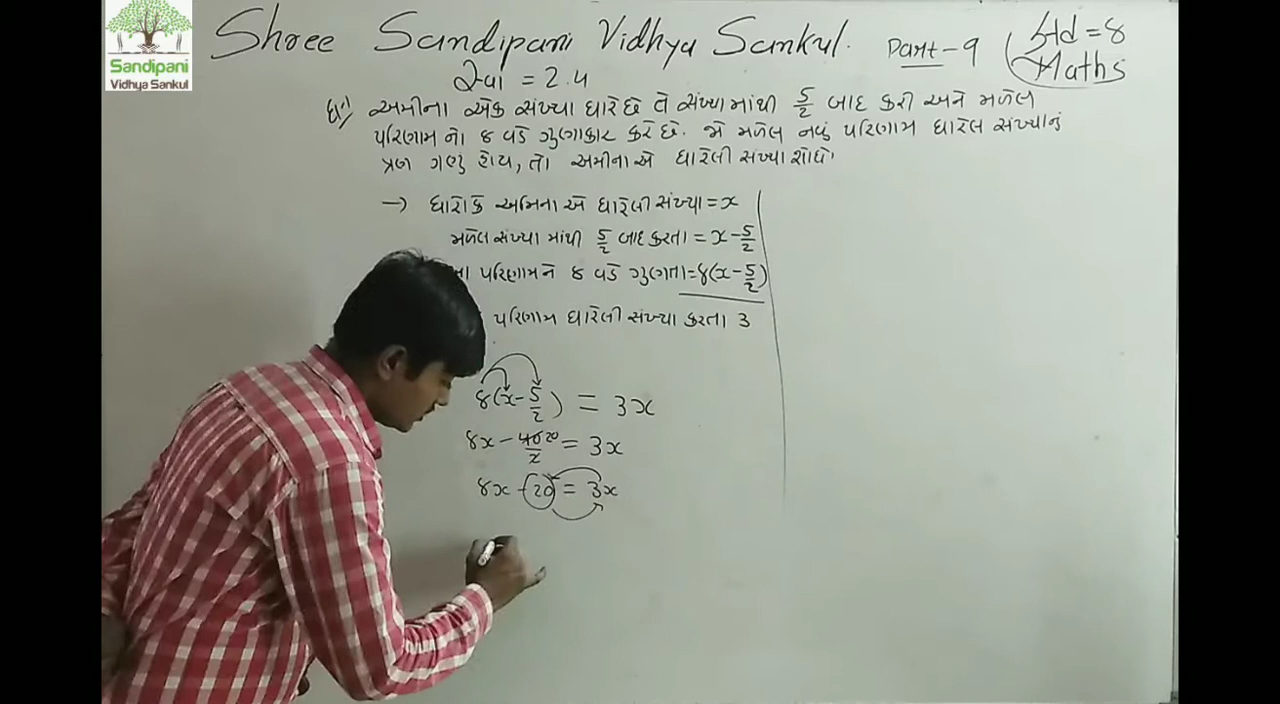 Sandipani
Vidhya Sankul
Shree Sandipani Vidhya Sankul. Part-9 Std=8
Maths
સ્વા = 2.4
અમીના એક સંખ્યા ધારે છે તે સંખ્યામાંથી 5/2 બાદ કરી અને મળેલ
પરિણામનો 8 વડે ગુણાકાર કરે છે. જો મળેલ નવું પરિણામ ધારેલ સંખ્યાનું
ત્રણ ગણુ હોય, તો અમીના એ ધારેલી સંખ્યા શોધો.
→ ધારોકે અમિના એ ધારેલી સંખ્યા = x
મળેલ સંખ્યા માંથી 5/2 બાદ કરતા = x-5/2
પરિણામને 8 વડે ગુણતા=8(x-5/2)
પરિણામ ધારેલી સંખ્યા કરતા 3
8(x-5/2) = 3x
8x-40/2 20 = 3x
8x-20 = 3x